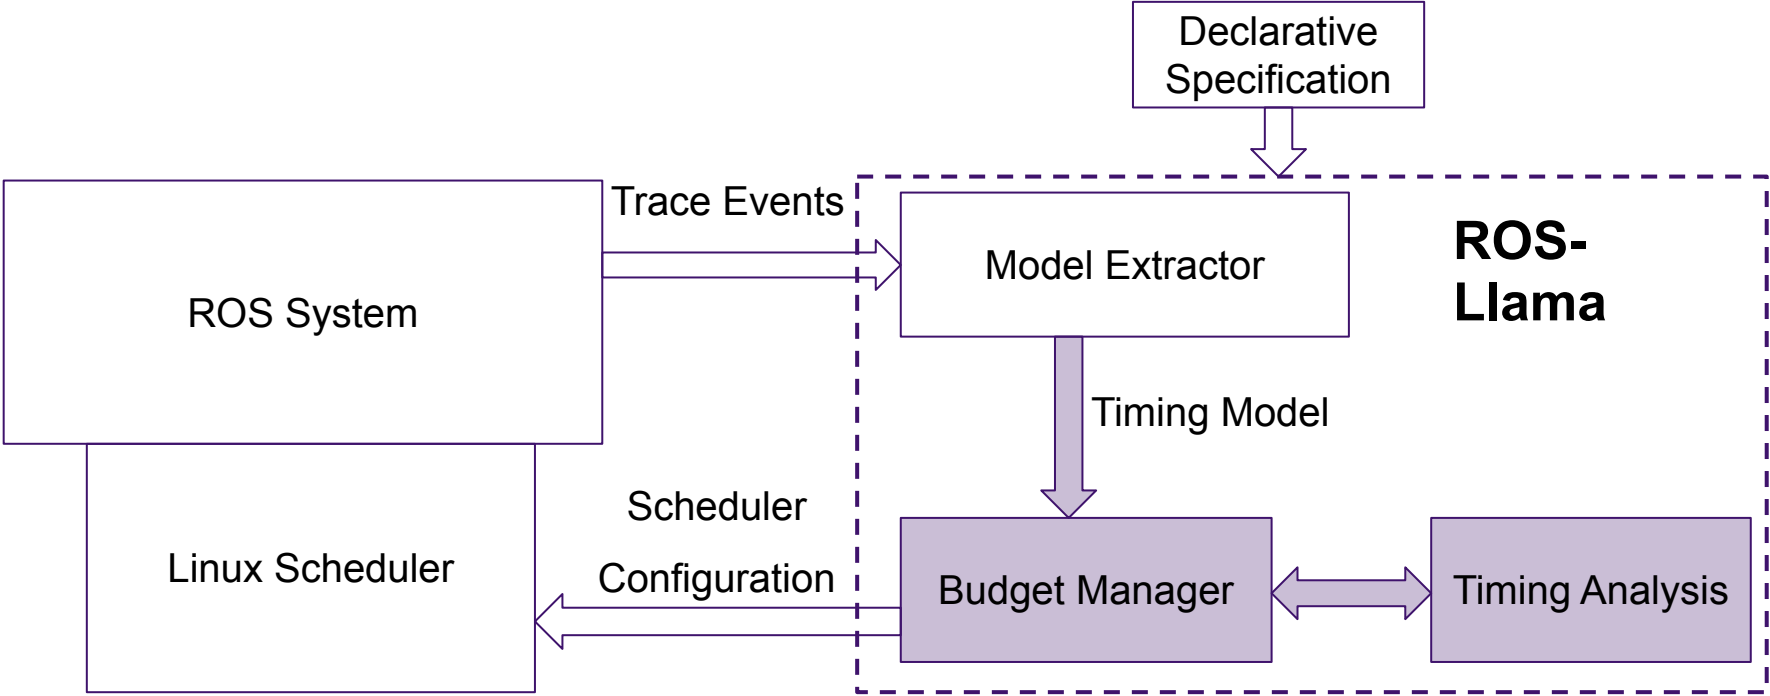 Declarative
Specification
Trace Events
ROS System
Model Extractor
ROS-
Llama
Timing Model
Scheduler
Configuration
Linux Scheduler
Budget Manager
Timing Analysis